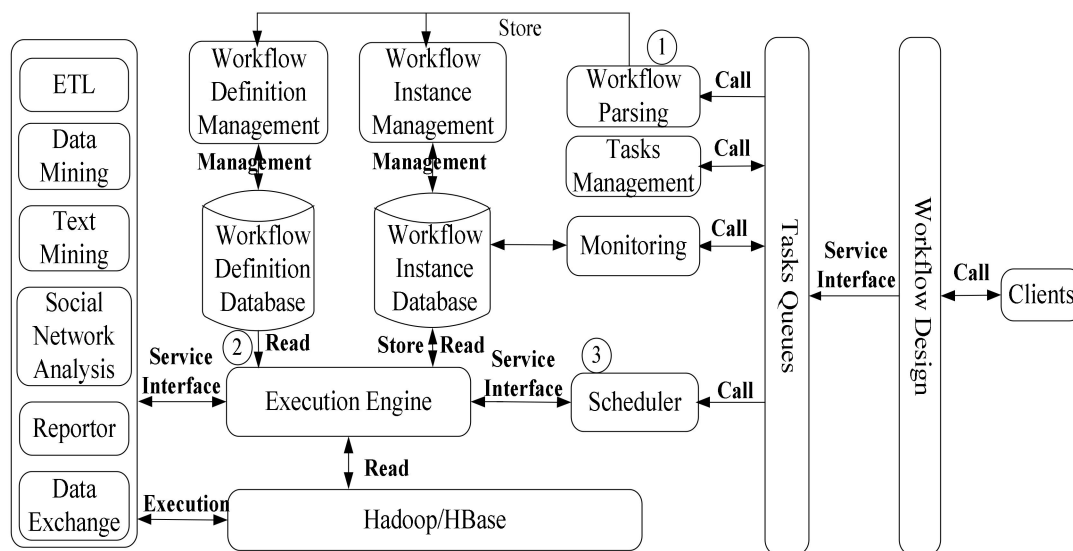 Store
ETL
Data
Mining
Text
Mining
Social
Network
Analysis
Reportor
Data
Exchange
Workflow
Definition
Management
Workflow
Instance
Management
1
Workflow
Parsing
Call
Management
Management
Tasks
Management
Call
Workflow
Definition
Database
Workflow
Instance
Database
Monitoring
Call
2
Read
Store
Read
3
Service
Interface
Execution Engine
Service
Interface
Scheduler
Call
Read
Execution
Hadoop/HBase
Tasks Queues
Service
Interface
Workflow Design
Call
Clients